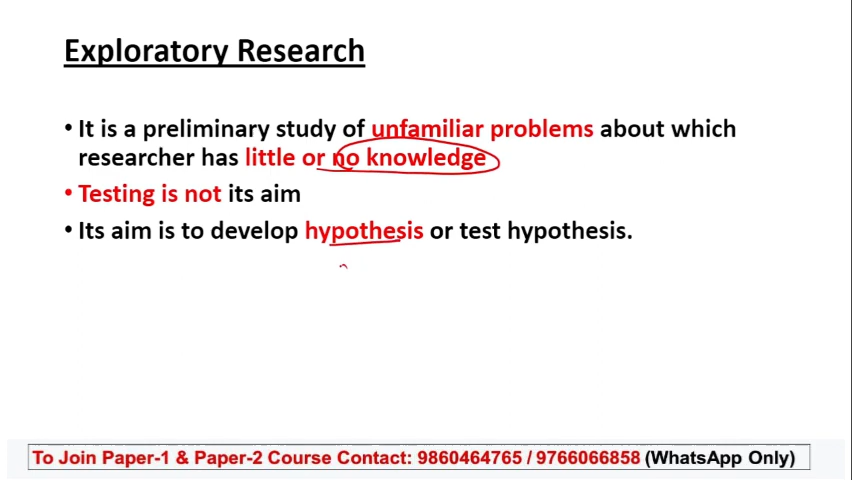 Exploratory Research
• It is a preliminary study of unfamiliar problems about which
researcher has little or no knowledge
• Testing is not its aim
• Its aim is to develop hypothesis or test hypothesis.
To Join Paper-1 & Paper-2 Course Contact: 9860464765 / 9766066858 (WhatsApp Only)